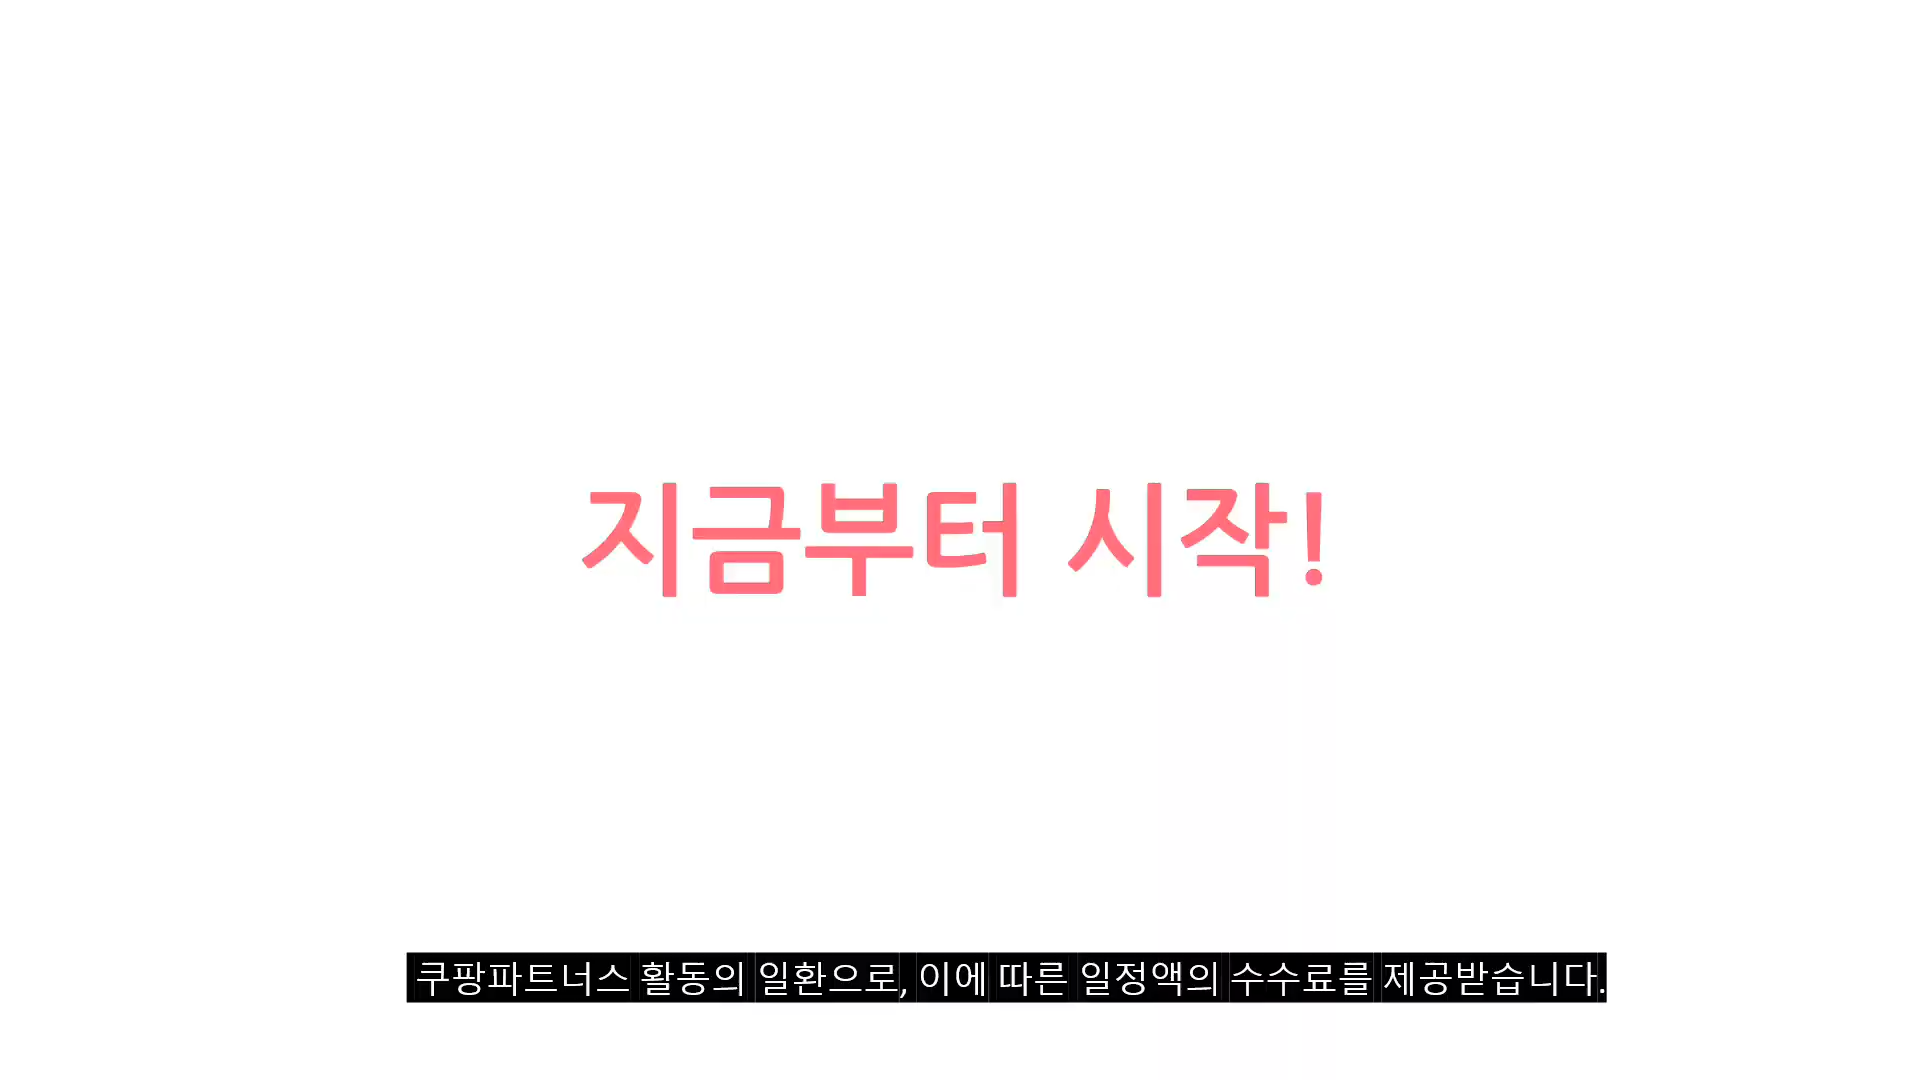 지금부터 시작!
쿠팡파트너스 활동의 일환으로, 이에 따른 일정액의 수수료를 제공받습니다.